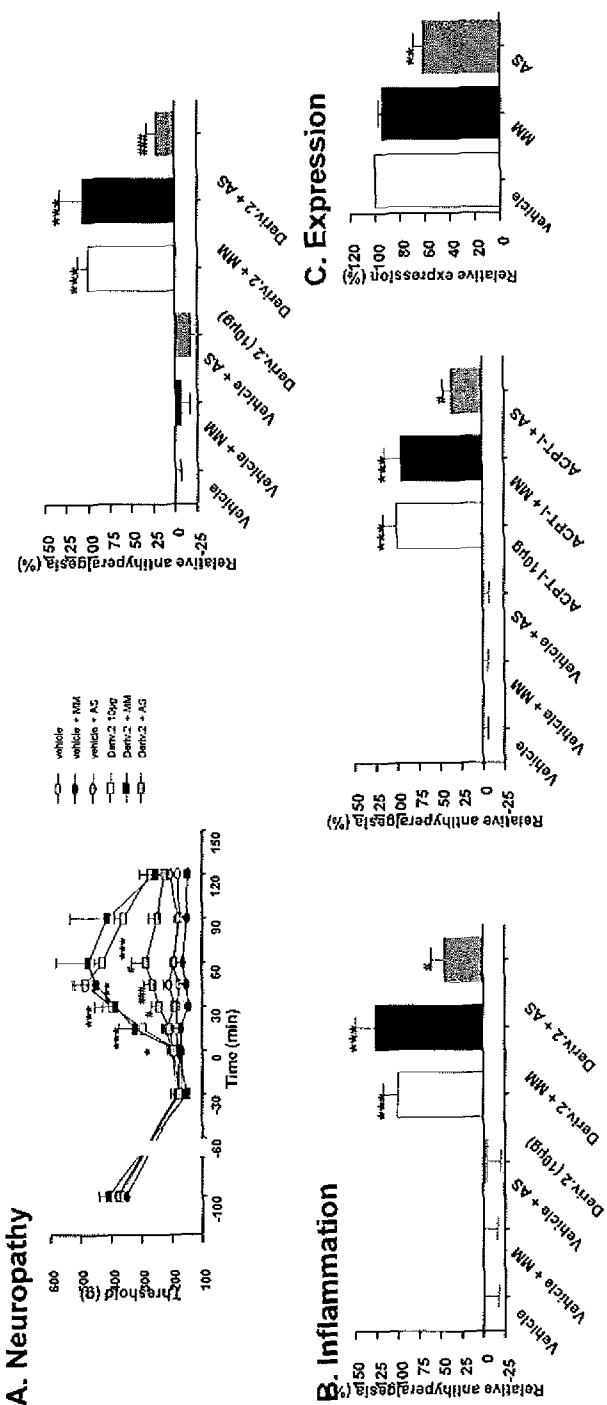 A. Neuropathy
Threshold (g)
600
500
400
300
200
100
-100
-60
-30
0
30
60
90
120
150
Time (min)
*
***
***
**
***
#
##
#
vehicle
vehicle + MM
vehicle + AS
Deriv.2 10µg
Deriv.2 + MM
Deriv.2 + AS
Relative antihyperalgesia (%)
150
125
100
75
50
25
0
-25
***
***
###
Vehicle
Vehicle + MM
Vehicle + AS
Deriv.2 (10µg)
Deriv.2 + MM
Deriv.2 + AS
B. Inflammation
Relative antihyperalgesia (%)
150
125
100
75
50
25
0
-25
***
***
#
Vehicle
Vehicle + MM
Vehicle + AS
Deriv.2 (10µg)
Deriv.2 + MM
Deriv.2 + AS
Relative antihyperalgesia (%)
150
125
100
75
50
25
0
-25
***
***
#
Vehicle
Vehicle + MM
Vehicle + AS
ACPT-I 10µg
ACPT-I + MM
ACPT-I + AS
C. Expression
Relative expression (%)
120
100
80
60
40
20
0
**
vehicle
MM
AS